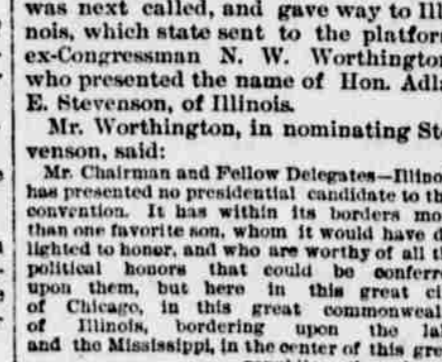 was next called, and gave way to Illi
nois, which state sent to the platfor
ex-Congressman N. W. Worthington
who presented the name of Hon. Adla
E. Stevenson, of Illinois.
Mr. Worthington, in nominating Ste
venson, said:
Mr. Chairman and Fellow Delegates—Illinoi
has presented no presidential candidate to th
convention. It has within its borders mo
than one favorite son, whom it would have d
lighted to honor, and who are worthy of all th
political honors that could be conferre
upon them, but here in this great ci
of Chicago, in this great commonweal
of Illinois, bordering upon the la
and the Mississippi, in the center of this gre